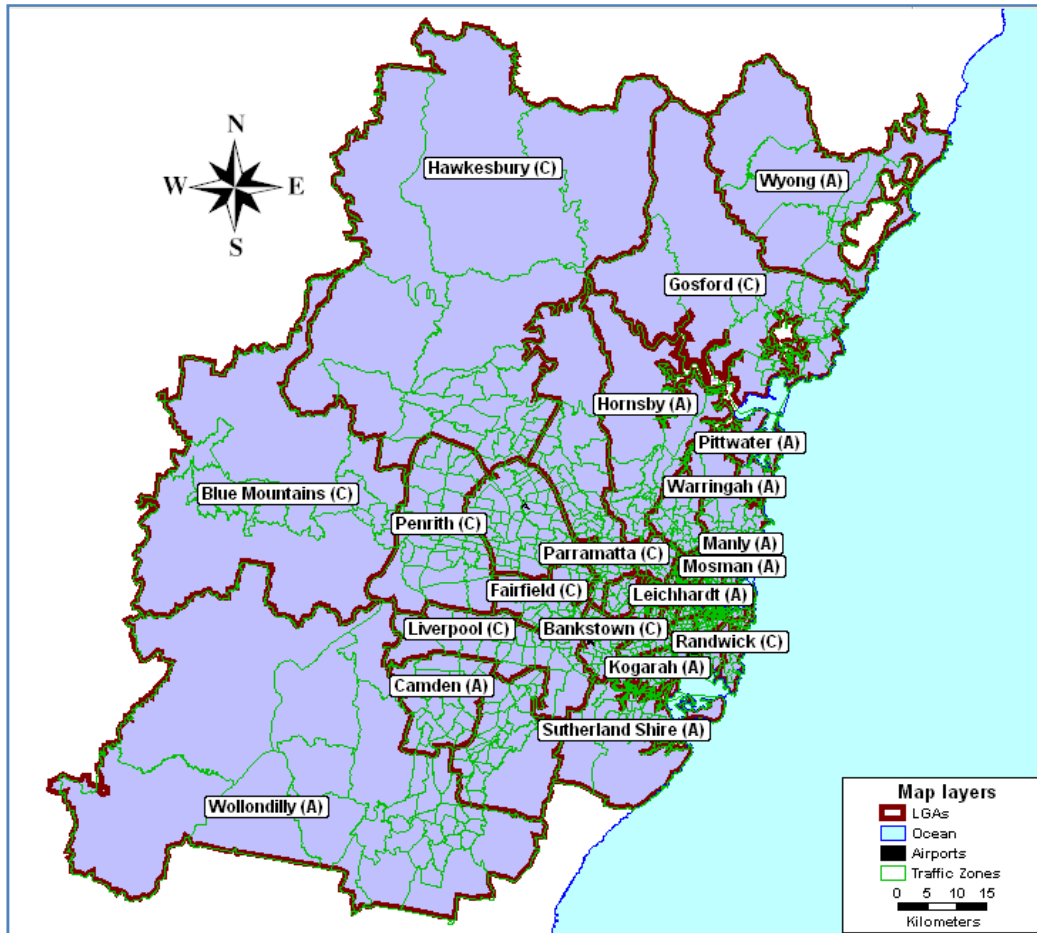 N
W E
S
Hawkesbury (C)
Wyong (A)
Gosford (C)
Hornsby (A)
Pittwater (A)
Warringah (A)
Blue Mountains (C)
Penrith (C)
Manly (A)
Parramatta (C)
Mosman (A)
Fairfield (C)
Leichhardt (A)
Liverpool (C)
Bankstown (C)
Randwick (C)
Kogarah (A)
Camden (A)
Sutherland Shire (A)
Wollondilly (A)
Map layers
LGAs
Ocean
Airports
Traffic Zones
0 5 10 15
Kilometers